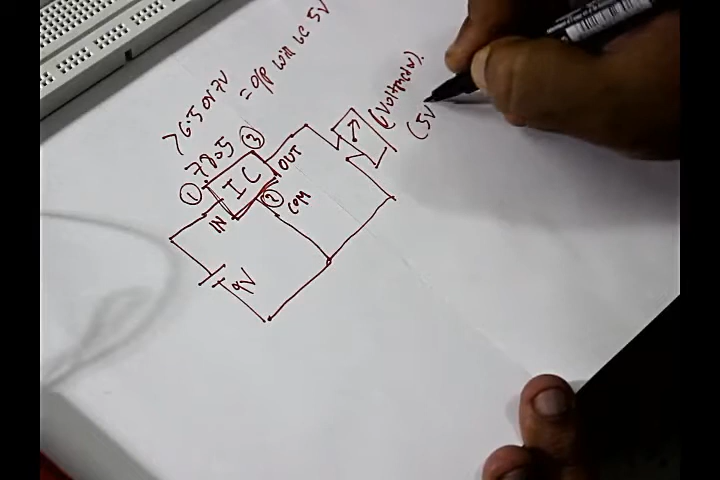 > 6.5 or 7V
= o/p will be 5V
7805
①
③
IC
OUT
②
COM
IN
9V
(Voltmeter).
(5V